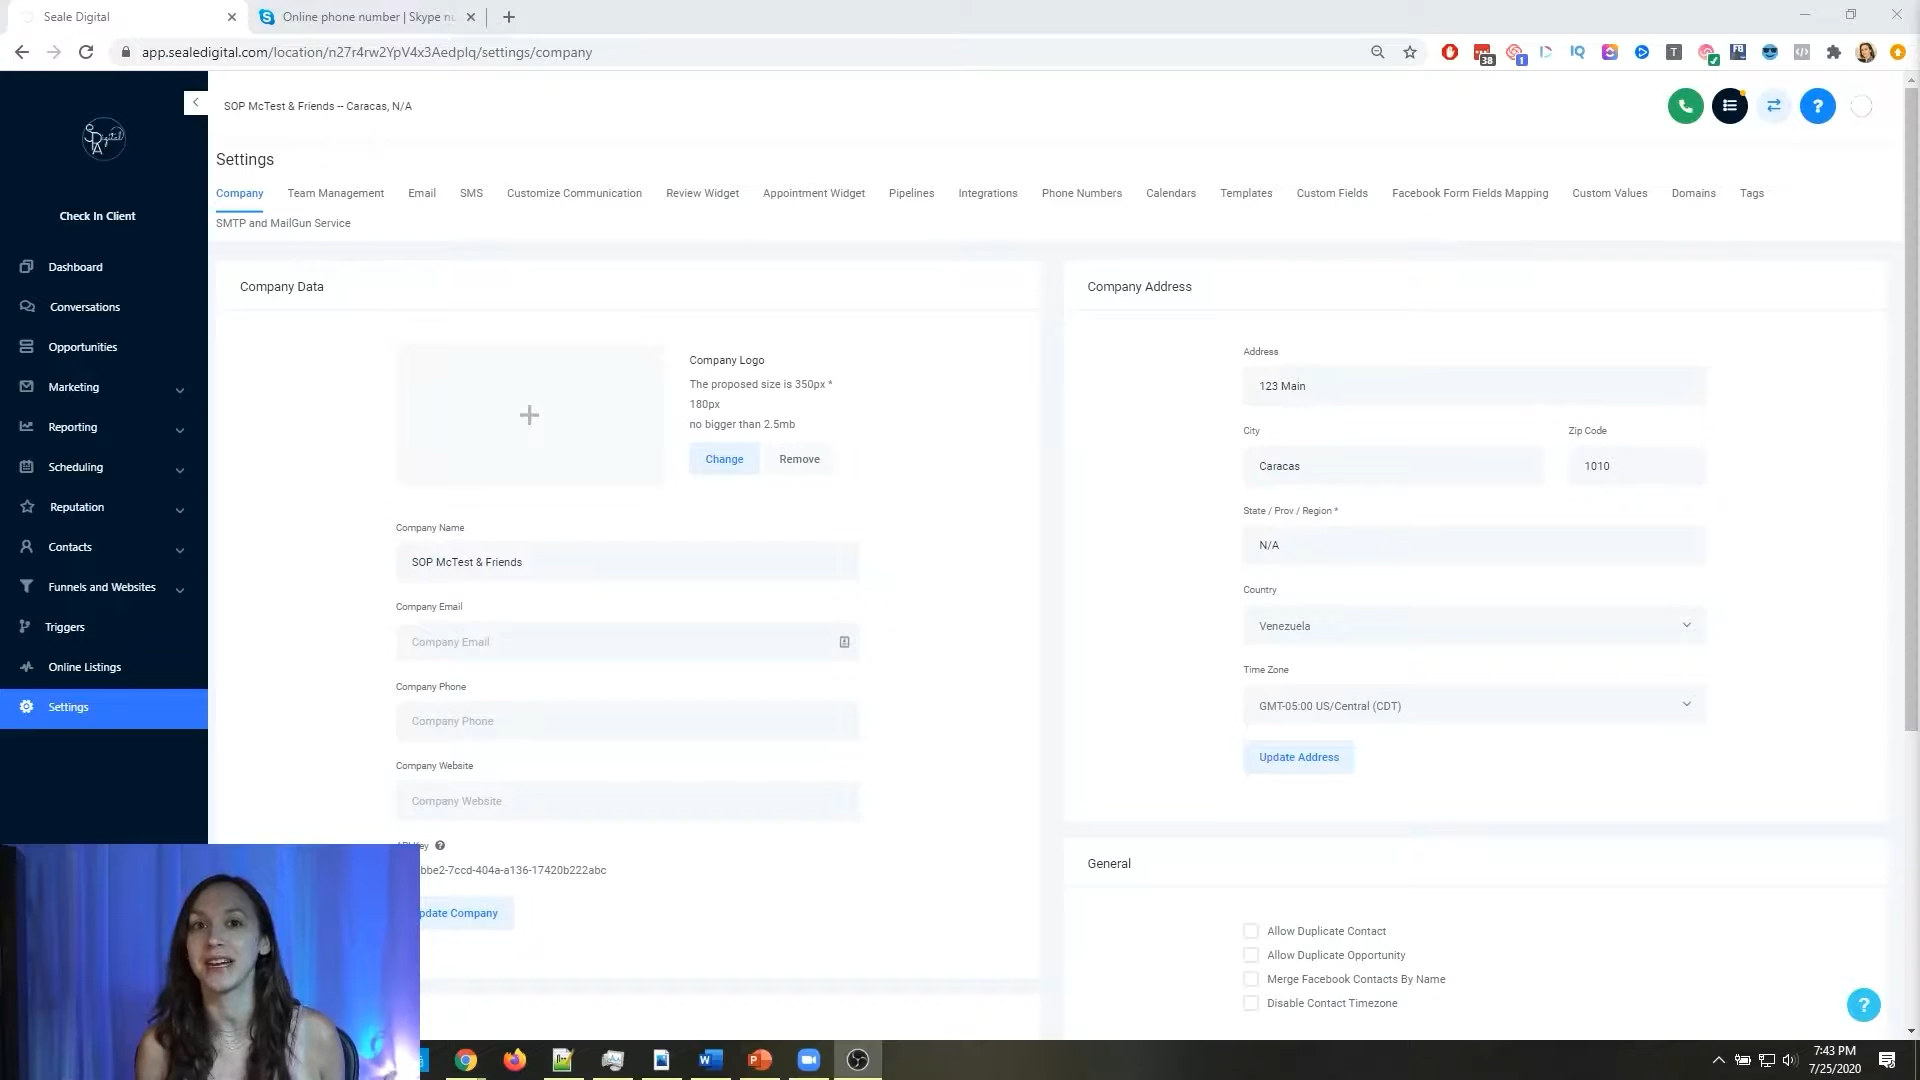 Seale Digital
Online phone number | Skype nu
app.sealedigital.com/location/n27r4rw2YpV4x3Aedplq/settings/company
38
1
IQ
T
FB
SOP McTest & Friends -- Caracas, N/A
Settings
Company Team Management Email SMS Customize Communication Review Widget Appointment Widget Pipelines Integrations Phone Numbers Calendars Templates Custom Fields Facebook Form Fields Mapping Custom Values Domains Tags
SMTP and MailGun Service
Check In Client
Dashboard
Conversations
Opportunities
Marketing
Reporting
Scheduling
Reputation
Contacts
Funnels and Websites
Triggers
Online Listings
Settings
Company Data
Company Logo
The proposed size is 350px *
180px
no bigger than 2.5mb
Change Remove
Company Name
SOP McTest & Friends
Company Email
Company Email
Company Phone
Company Phone
Company Website
Company Website
bbe2-7ccd-404a-a136-17420b222abc
pdate Company
Company Address
Address
123 Main
City Zip Code
Caracas 1010
State / Prov / Region *
N/A
Country
Venezuela
Time Zone
GMT-05:00 US/Central (CDT)
Update Address
General
Allow Duplicate Contact
Allow Duplicate Opportunity
Merge Facebook Contacts By Name
Disable Contact Timezone
7:43 PM
7/25/2020